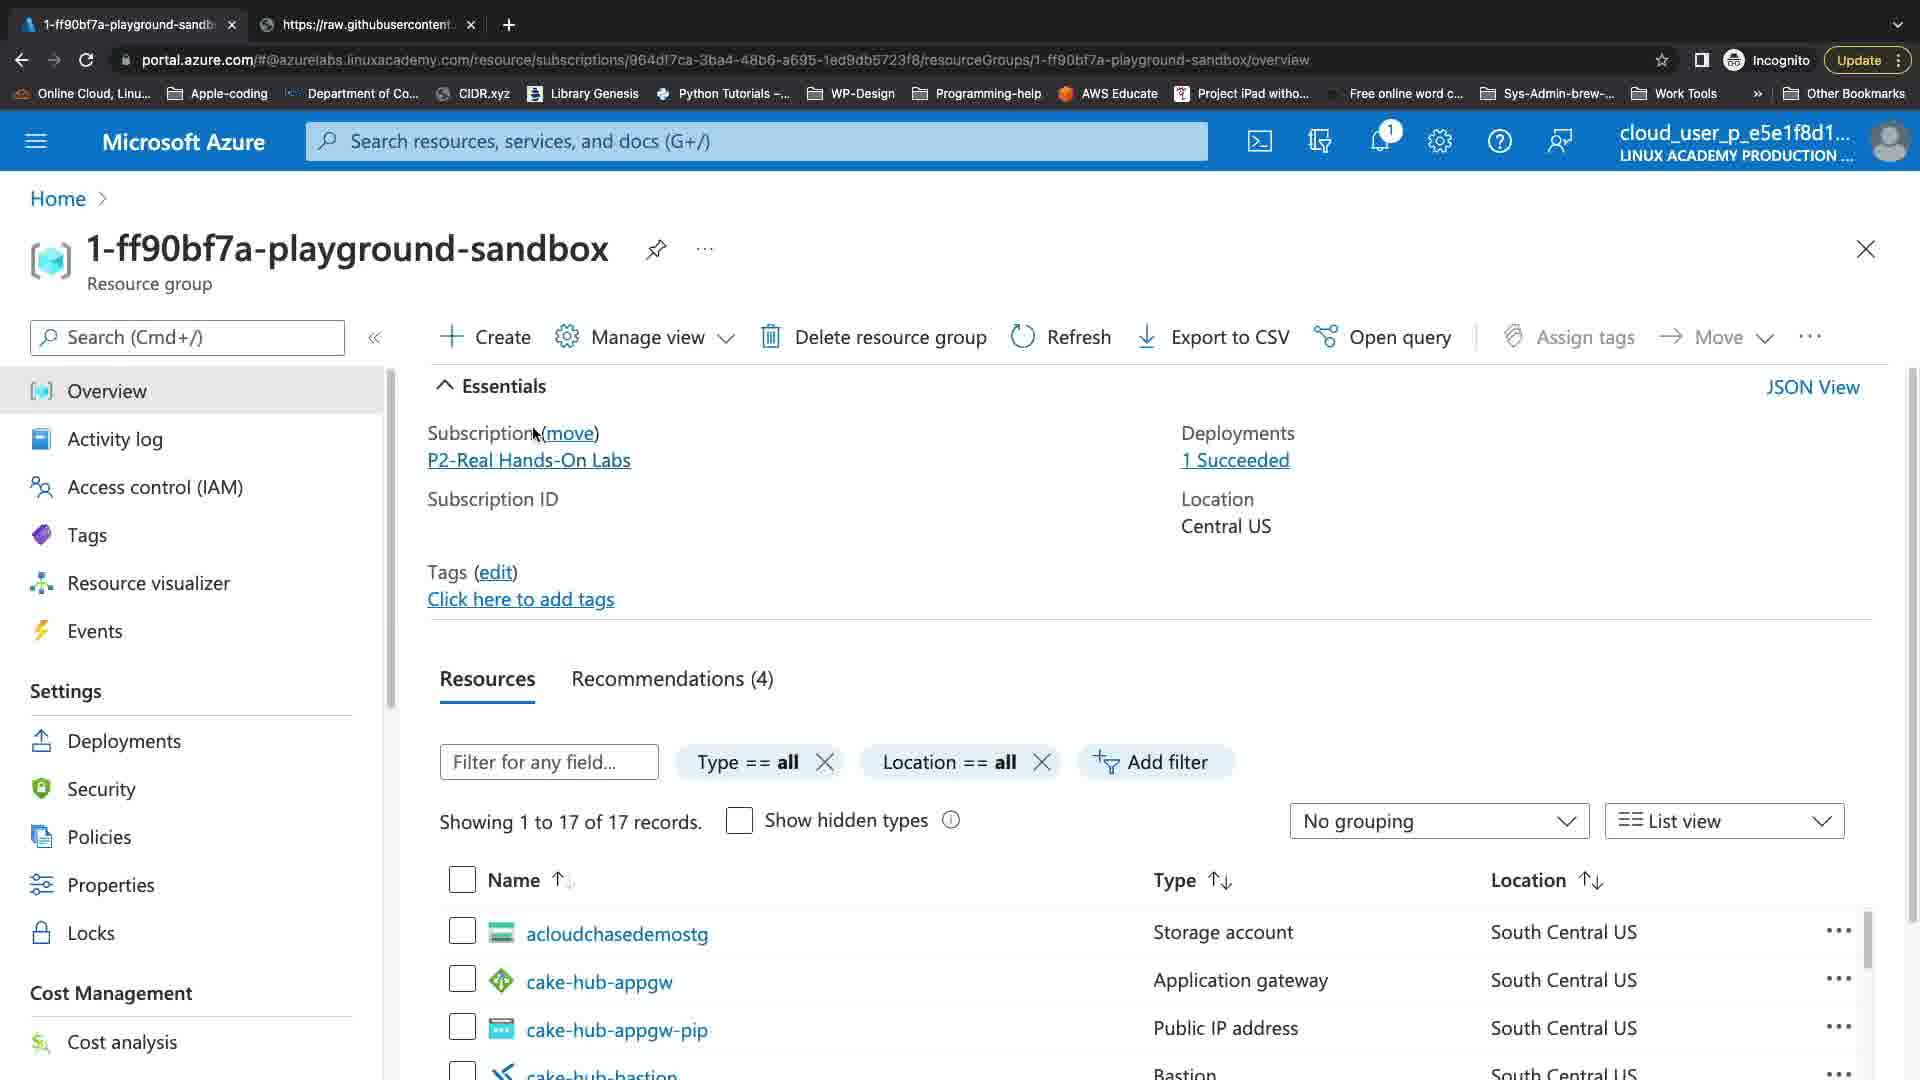 1-ff90bf7a-playground-sandb
https://raw.githubusercontent.
portal.azure.com/#@azurelabs.linuxacademy.com/resource/subscriptions/964df7ca-3ba4-48b6-a695-1ed9db5723f8/resourceGroups/1-ff90bf7a-playground-sandbox/overview
Incognito
Update
Online Cloud, Linu...
Apple-coding
Department of Co...
CIDR.xyz
Library Genesis
Python Tutorials –...
WP-Design
Programming-help
AWS Educate
Project iPad witho...
Free online word c...
Sys-Admin-brew-...
Work Tools
»
Other Bookmarks
Microsoft Azure
Search resources, services, and docs (G+/)
1
cloud_user_p_e5e1f8d1...
LINUX ACADEMY PRODUCTION ...
Home
1-ff90bf7a-playground-sandbox
...
Resource group
Search (Cmd+/)
«
Create
Manage view
Delete resource group
Refresh
Export to CSV
Open query
Assign tags
Move
...
Overview
Activity log
Access control (IAM)
Tags
Resource visualizer
Events
Settings
Deployments
Security
Policies
Properties
Locks
Cost Management
Cost analysis
Essentials
JSON View
Subscription (move)
P2-Real Hands-On Labs
Subscription ID
Deployments
1 Succeeded
Location
Central US
Tags (edit)
Click here to add tags
Resources
Recommendations (4)
Filter for any field...
Type == all
Location == all
Add filter
Showing 1 to 17 of 17 records.
Show hidden types
No grouping
List view
Name
Type
Location
acloudchasedemostg
Storage account
South Central US
cake-hub-appgw
Application gateway
South Central US
cake-hub-appgw-pip
Public IP address
South Central US
cake-hub-bastion
Bastion
South Central US